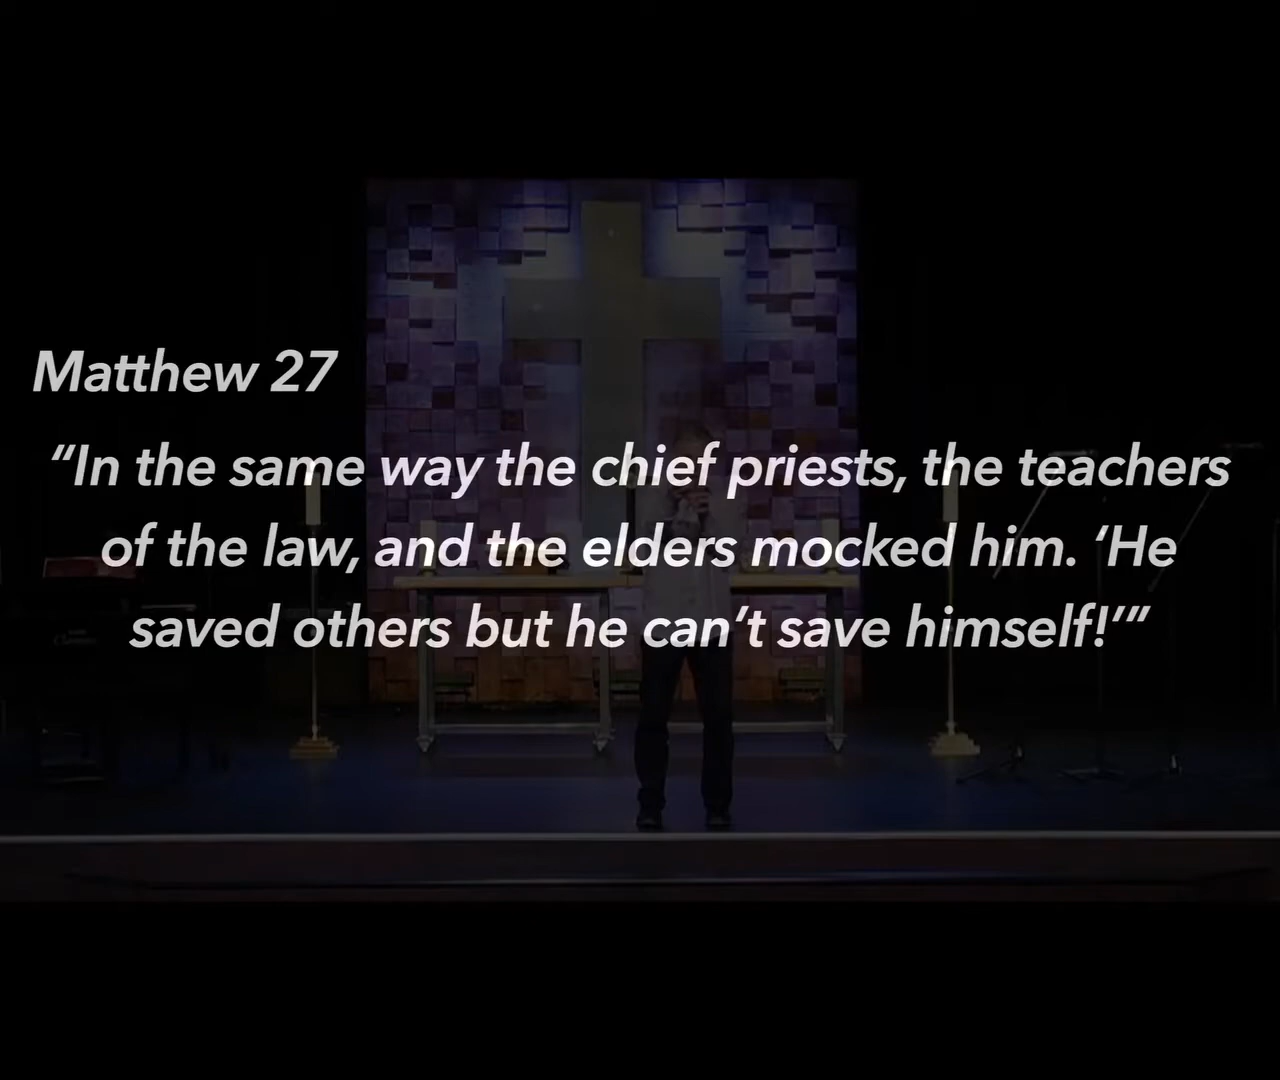 Matthew 27
“In the same way the chief priests, the teachers
of the law, and the elders mocked him. ‘He
saved others but he can’t save himself!’”